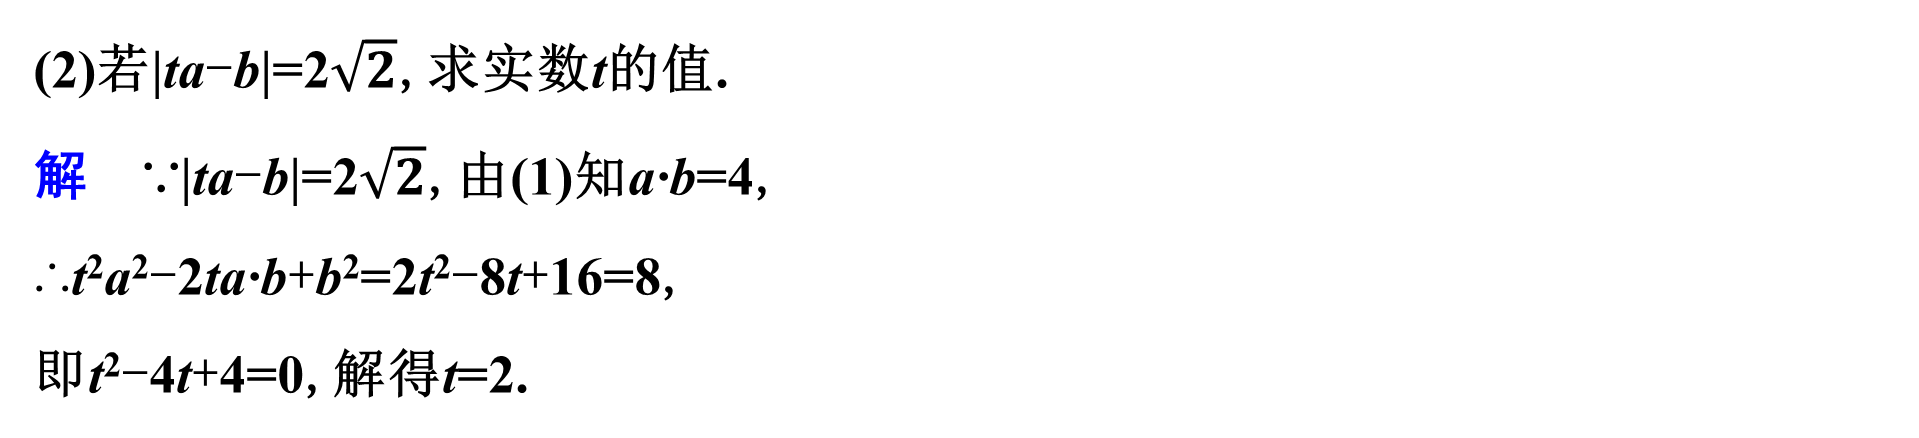 (2)若|ta−b|=2√2, 求实数t的值.
解 ∵|ta−b|=2√2, 由(1)知a·b=4,
∴t²a²−2ta·b+b²=2t²−8t+16=8,
即t²−4t+4=0, 解得t=2.